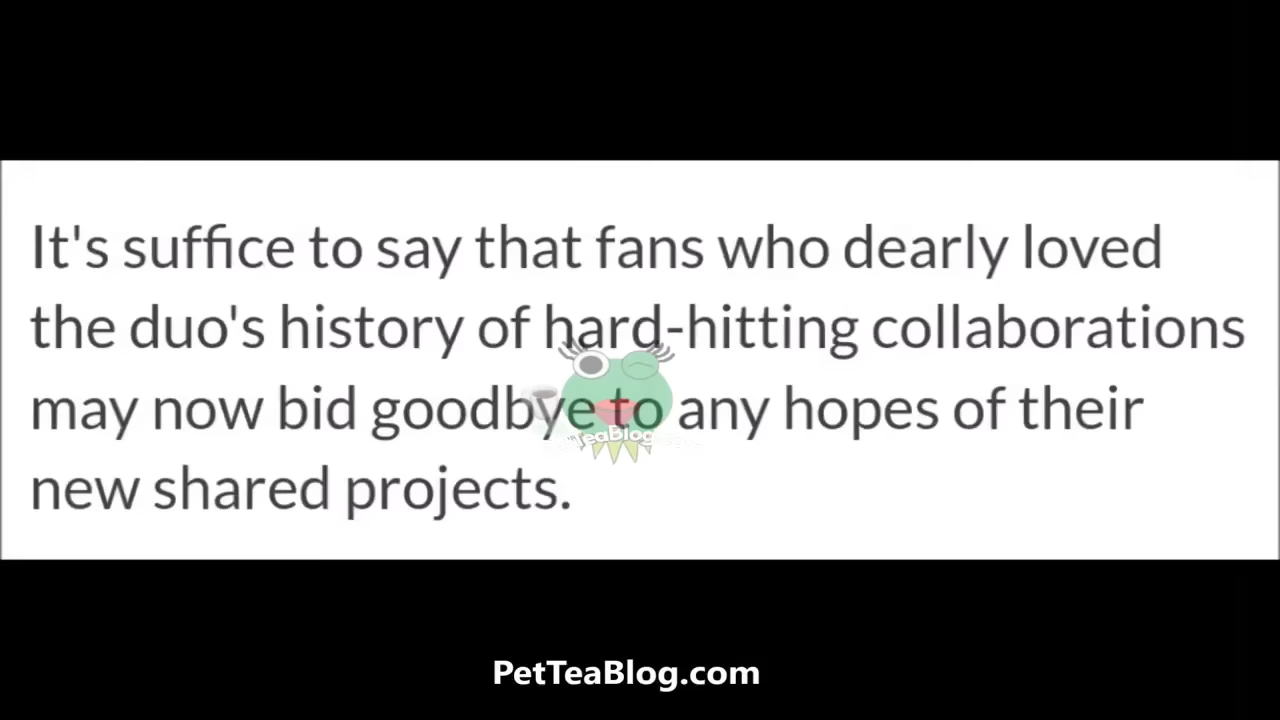 It's suffice to say that fans who dearly loved
the duo's history of hard-hitting collaborations
may now bid goodbye to any hopes of their
TeaBlog
new shared projects.
PetTeaBlog.com